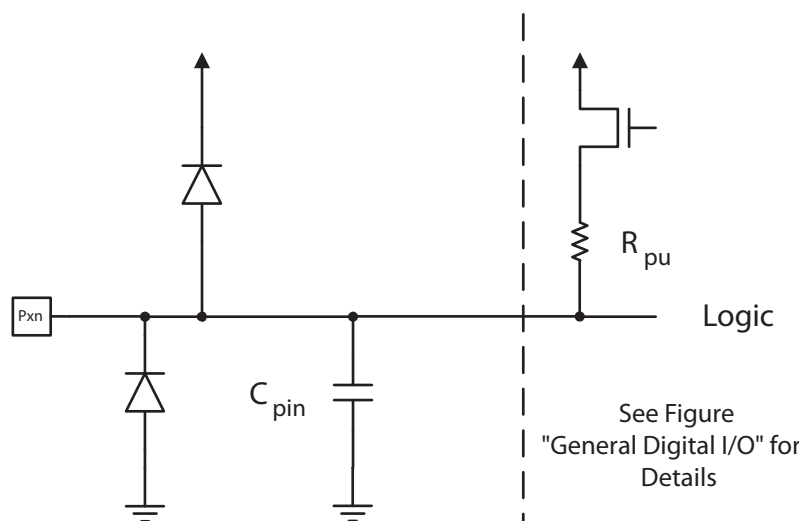 R pu
Pxn
Logic
C pin
See Figure
"General Digital I/O" for
Details